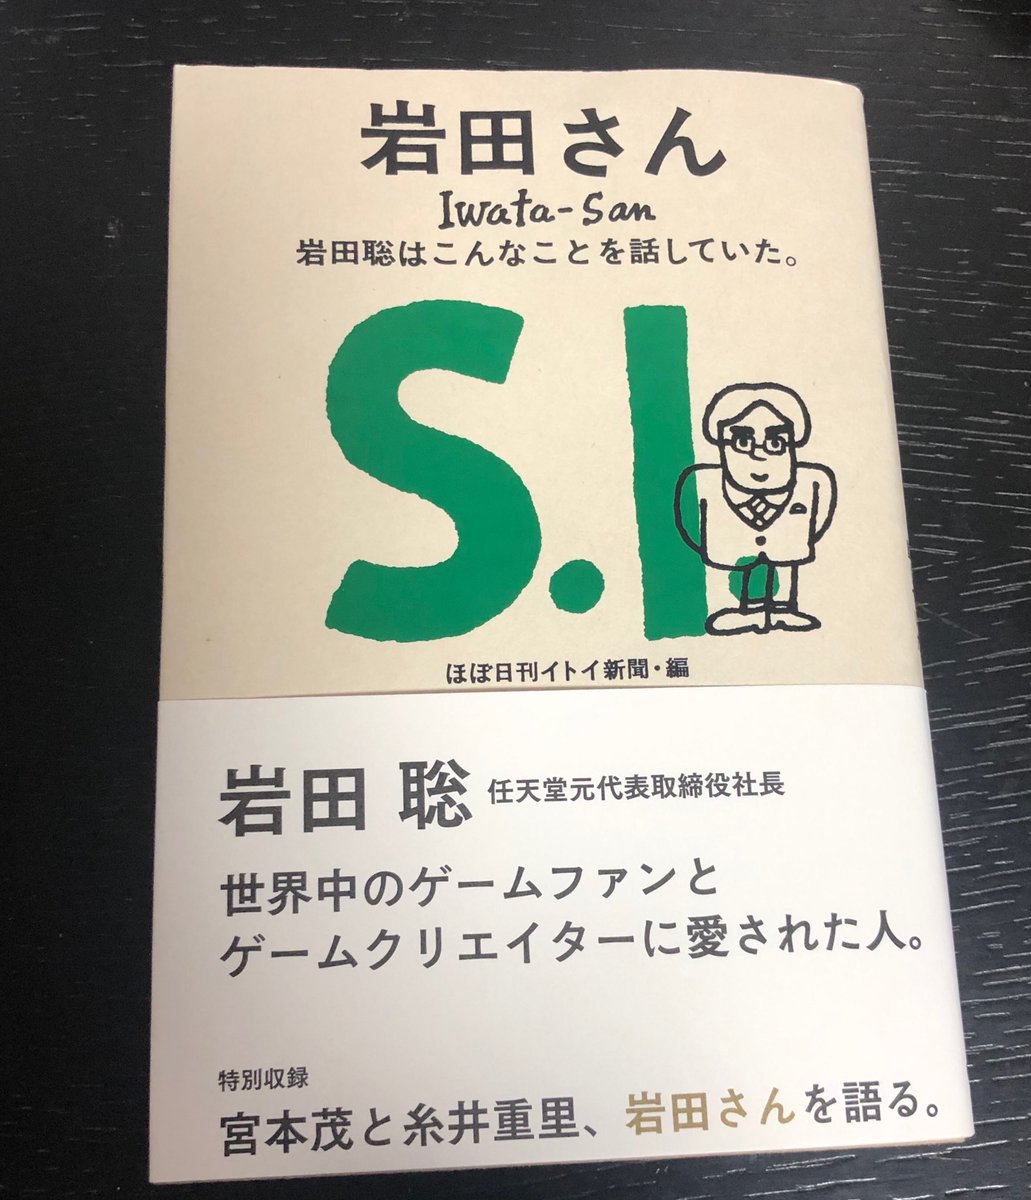 岩田さん
Iwata-San
岩田聡はこんなことを話していた。
S.I.
ほぼ日刊イトイ新聞・編
岩田 聡 任天堂元代表取締役社長
世界中のゲームファンと
ゲームクリエイターに愛された人。
特別収録
宮本茂と糸井重里、岩田さんを語る。